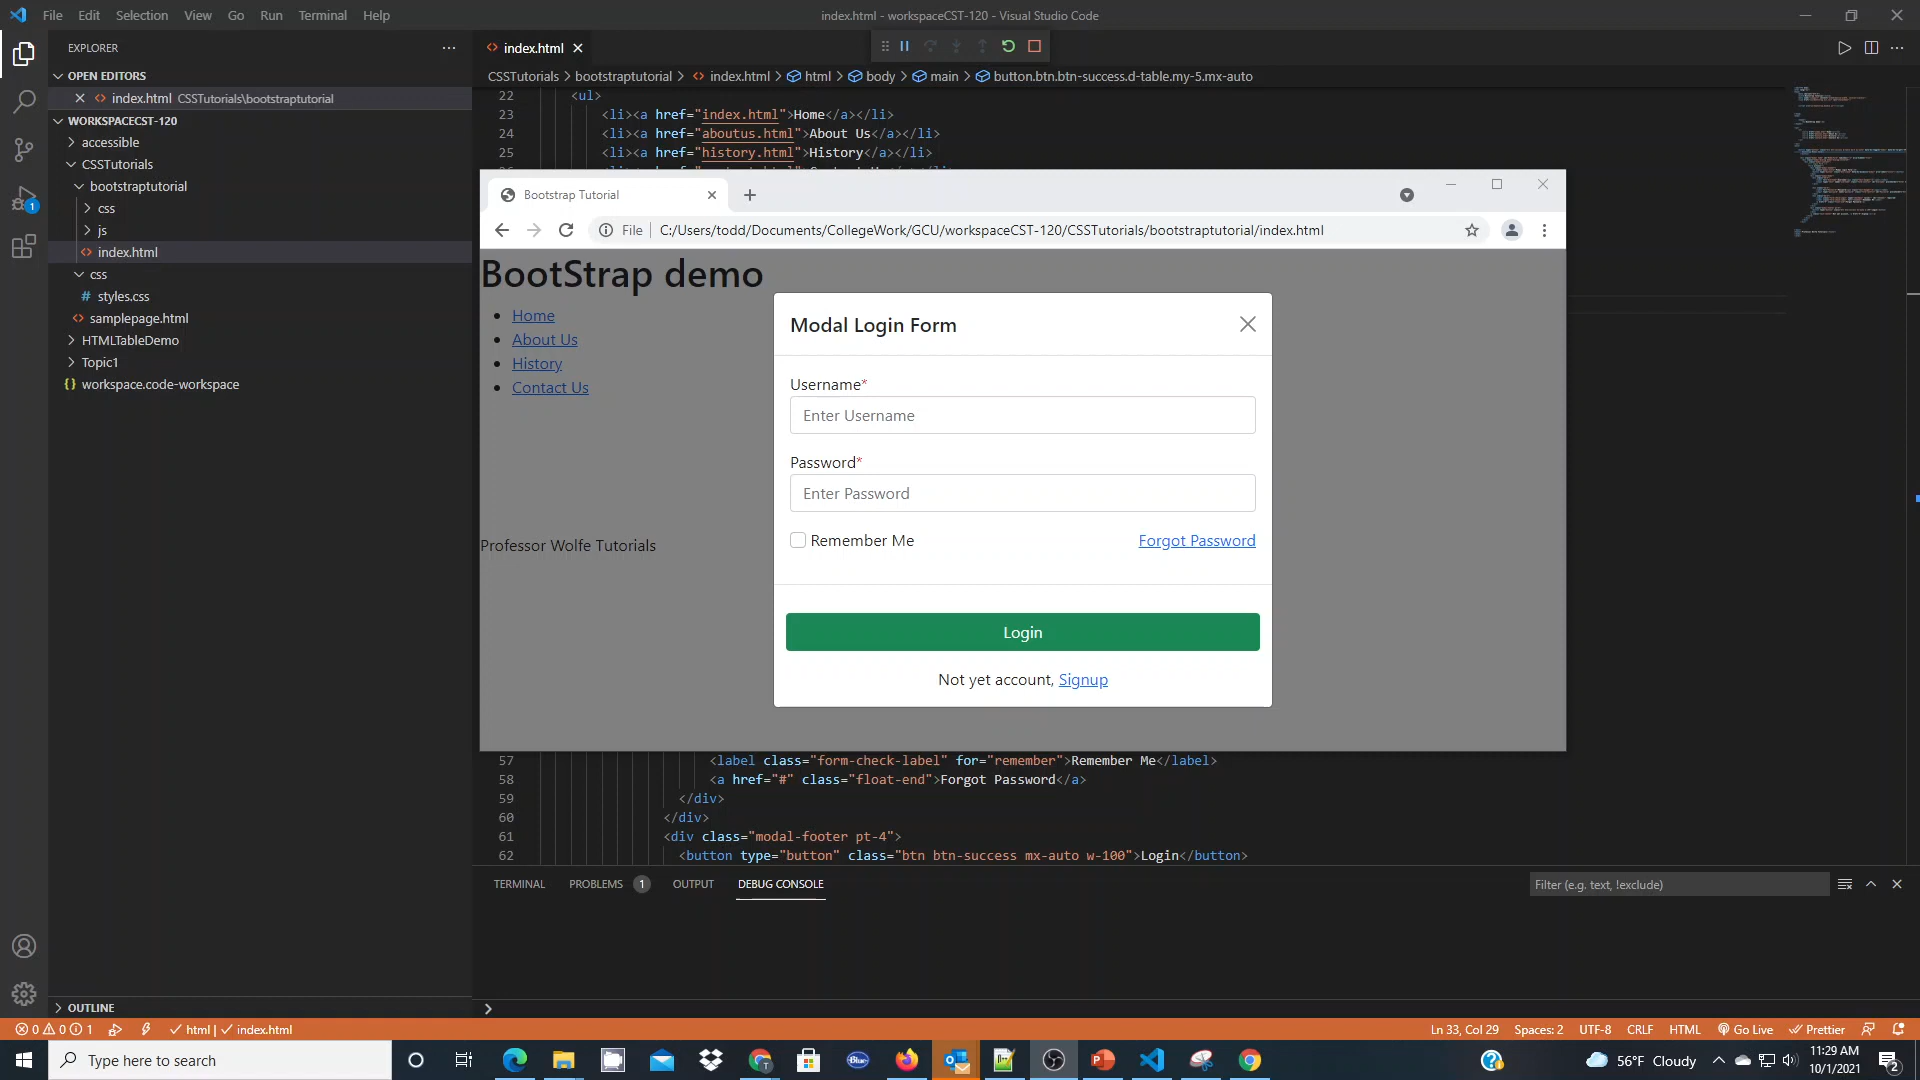 File Edit Selection View Go Run Terminal Help
index.html - workspaceCST-120 - Visual Studio Code
EXPLORER
OPEN EDITORS
index.html CSSTutorials\bootstraptutorial
WORKSPACECST-120
accessible
CSSTutorials
bootstraptutorial
css
js
index.html
css
styles.css
samplepage.html
HTMLTableDemo
Topic1
workspace.code-workspace
OUTLINE
1
index.html
CSSTutorials > bootstraptutorial > index.html > html > body > main > button.btn.btn-success.d-table.my-5.mx-auto
22 <ul>
23 <li><a href="index.html">Home</a></li>
24 <li><a href="aboutus.html">About Us</a></li>
25 <li><a href="history.html">History</a></li>
Bootstrap Tutorial
File C:/Users/todd/Documents/CollegeWork/GCU/workspaceCST-120/CSSTutorials/bootstraptutorial/index.html
BootStrap demo
Home
About Us
History
Contact Us
Professor Wolfe Tutorials
Modal Login Form
Username*
Enter Username
Password*
Enter Password
Remember Me Forgot Password
Login
Not yet account, Signup
57 <label class="form-check-label" for="remember">Remember Me</label>
58 <a href="#" class="float-end">Forgot Password</a>
59 </div>
60 </div>
61 <div class="modal-footer pt-4">
62 <button type="button" class="btn btn-success mx-auto w-100">Login</button>
TERMINAL PROBLEMS 1 OUTPUT DEBUG CONSOLE
Filter (e.g. text, !exclude)
0 0 1 html | index.html
Ln 33, Col 29 Spaces: 2 UTF-8 CRLF HTML Go Live Prettier
Type here to search
56°F Cloudy
11:29 AM
10/1/2021
2